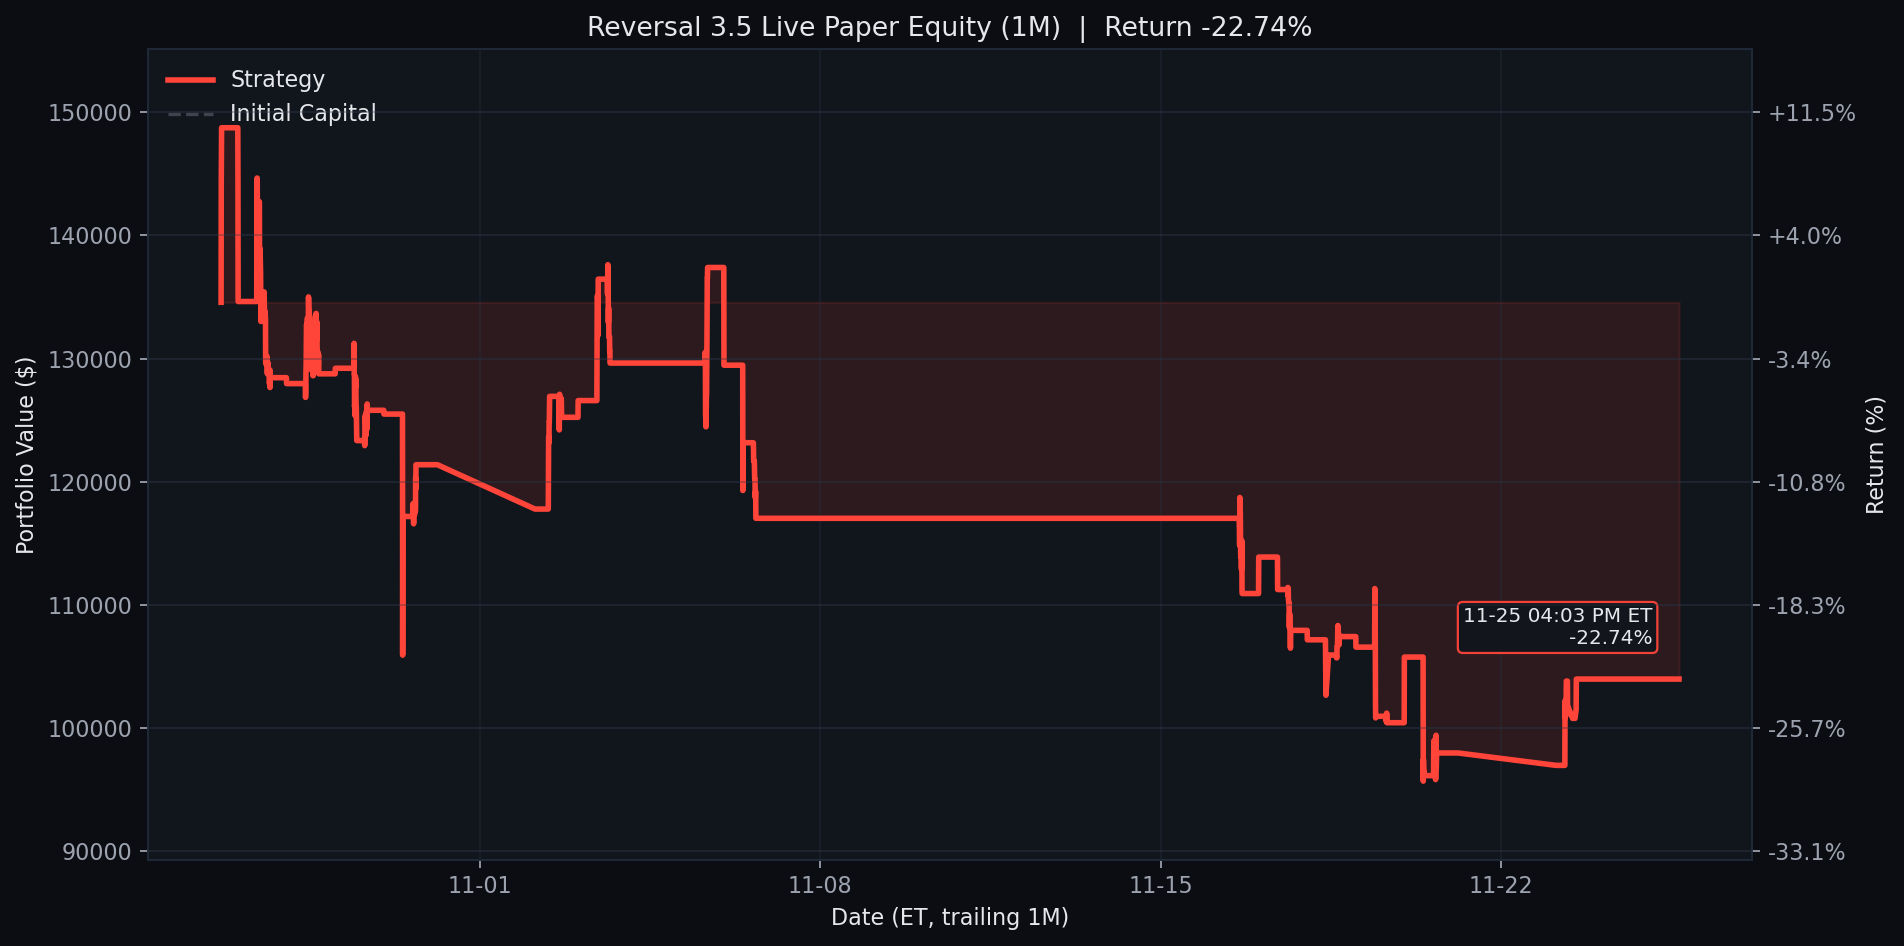 Reversal 3.5 Live Paper Equity (1M) | Return -22.74%
Strategy
Initial Capital
150000
140000
130000
120000
110000
100000
90000
Portfolio Value ($)
+11.5%
+4.0%
-3.4%
-10.8%
-18.3%
-25.7%
-33.1%
Return (%)
11-25 04:03 PM ET
-22.74%
11-01
11-08
11-15
11-22
Date (ET, trailing 1M)